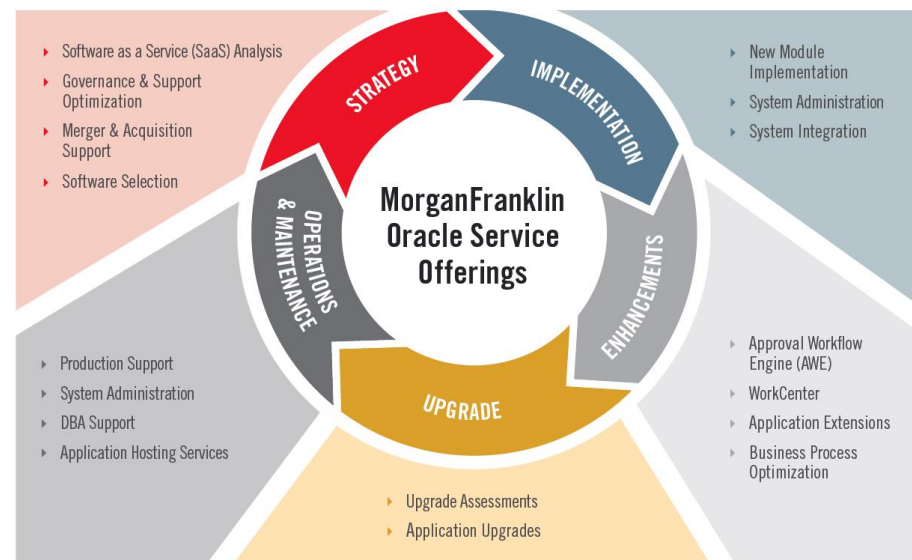 Software as a Service (SaaS) Analysis
Governance & Support
Optimization
Merger & Acquisition
Support
Software Selection
STRATEGY
IMPLEMENTATION
New Module
Implementation
System Administration
System Integration
MorganFranklin
Oracle Service
Offerings
OPERATIONS
& MAINTENANCE
ENHANCEMENTS
Production Support
System Administration
DBA Support
Application Hosting Services
Approval Workflow
Engine (AWE)
WorkCenter
Application Extensions
Business Process
Optimization
UPGRADE
Upgrade Assessments
Application Upgrades